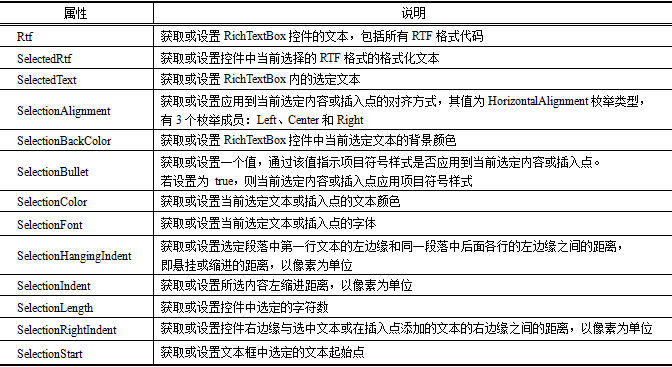 属性 说明
Rtf 获取或设置 RichTextBox 控件的文本，包括所有 RTF 格式代码
SelectedRtf 获取或设置控件中当前选择的 RTF 格式的格式化文本
SelectedText 获取或设置 RichTextBox 内的选定文本
SelectionAlignment 获取或设置应用到当前选定内容或插入点的对齐方式，其值为 HorizontalAlignment 枚举类型，
有 3 个枚举成员：Left、Center 和 Right
SelectionBackColor 获取或设置 RichTextBox 控件中当前选定文本的背景颜色
SelectionBullet 获取或设置一个值，通过该值指示项目符号样式是否应用到当前选定内容或插入点。
若设置为 true，则当前选定内容或插入点应用项目符号样式
SelectionColor 获取或设置当前选定文本或插入点的文本颜色
SelectionFont 获取或设置当前选定文本或插入点的字体
SelectionHangingIndent 获取或设置选定段落中第一行文本的左边缘和同一段落中后面各行的左边缘之间的距离，
即悬挂或缩进的距离，以像素为单位
SelectionIndent 获取或设置所选内容左缩进距离，以像素为单位
SelectionLength 获取或设置控件中选定的字符数
SelectionRightIndent 获取或设置控件右边缘与选中文本或在插入点添加的文本的右边缘之间的距离，以像素为单位
SelectionStart 获取或设置文本框中选定的文本起始点